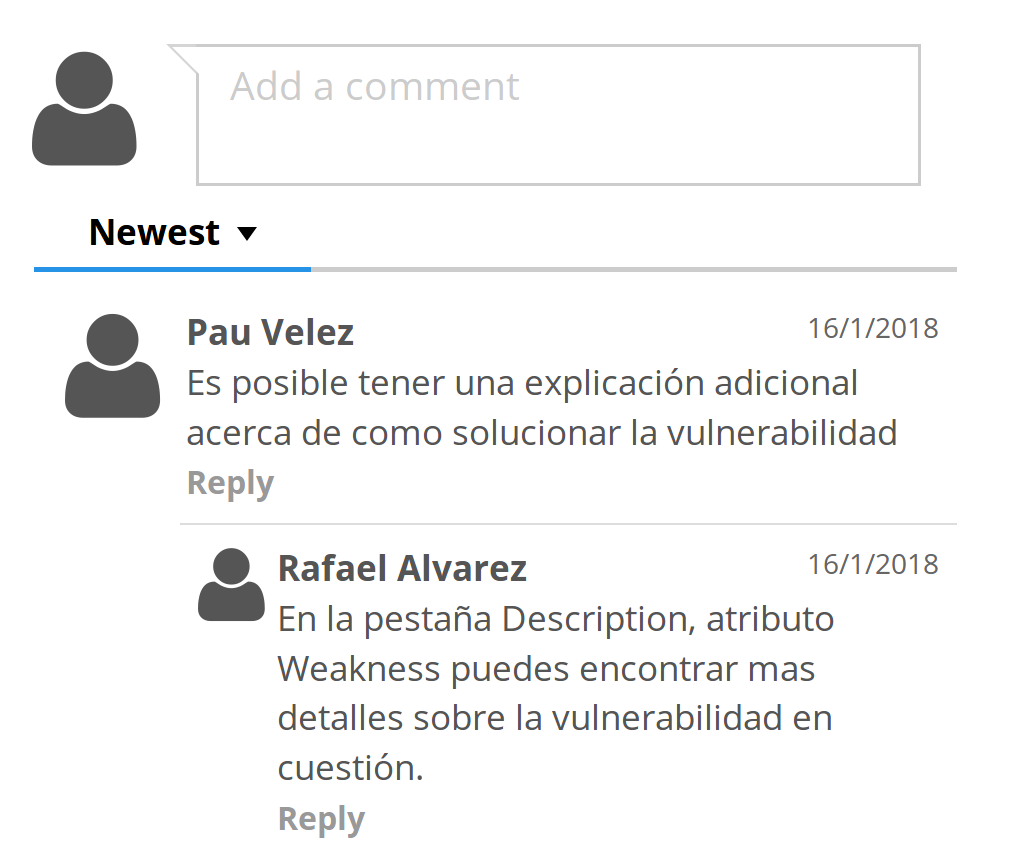 Add a comment
Newest
Pau Velez 16/1/2018
Es posible tener una explicación adicional
acerca de como solucionar la vulnerabilidad
Reply
Rafael Alvarez 16/1/2018
En la pestaña Description, atributo
Weakness puedes encontrar mas
detalles sobre la vulnerabilidad en
cuestión.
Reply